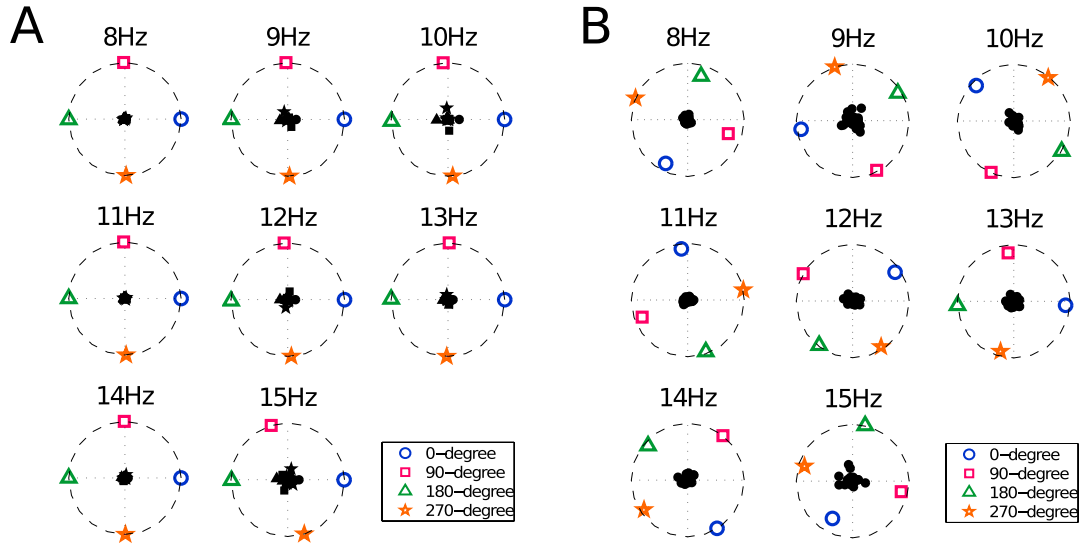 A
8Hz 9Hz 10Hz
11Hz 12Hz 13Hz
14Hz 15Hz
0−degree
90−degree
180−degree
270−degree
B
8Hz 9Hz 10Hz
11Hz 12Hz 13Hz
14Hz 15Hz
0−degree
90−degree
180−degree
270−degree